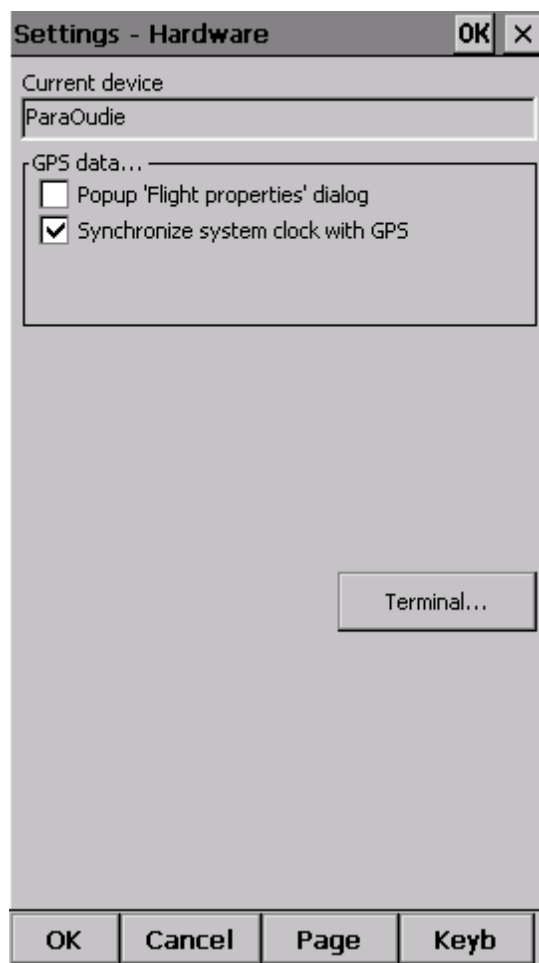 Settings - Hardware OK ×
Current device
ParaOudie
GPS data...
Popup 'Flight properties' dialog
Synchronize system clock with GPS
Terminal...
OK Cancel Page Keyb